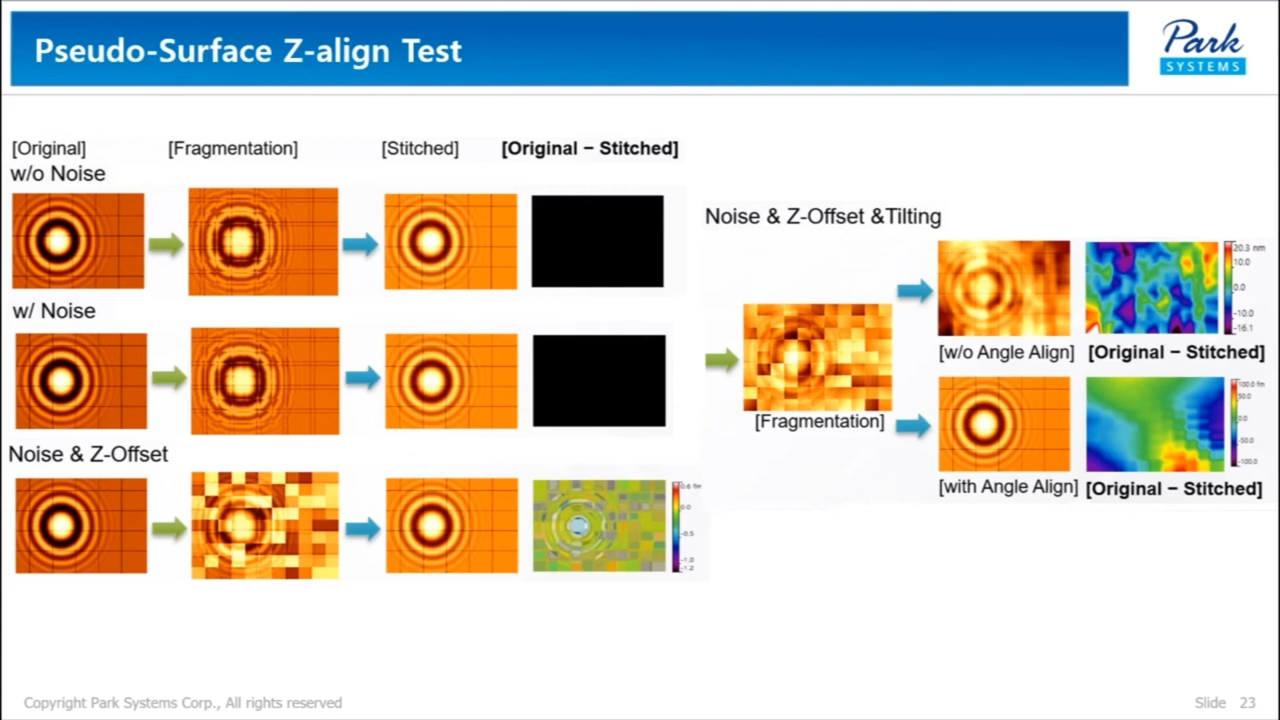 Pseudo-Surface Z-align Test
Park
SYSTEMS
[Original] [Fragmentation] [Stitched] [Original − Stitched]
w/o Noise
w/ Noise
Noise & Z-Offset
0.6 fm
0.0
-0.5
-1.0
-1.2
Noise & Z-Offset &Tilting
[Fragmentation]
20.3 nm
10.0
0.0
-10.0
-16.1
[w/o Angle Align] [Original − Stitched]
100.0 fm
50.0
0.0
-50.0
-100.0
[with Angle Align] [Original − Stitched]
Copyright Park Systems Corp., All rights reserved
Slide 23